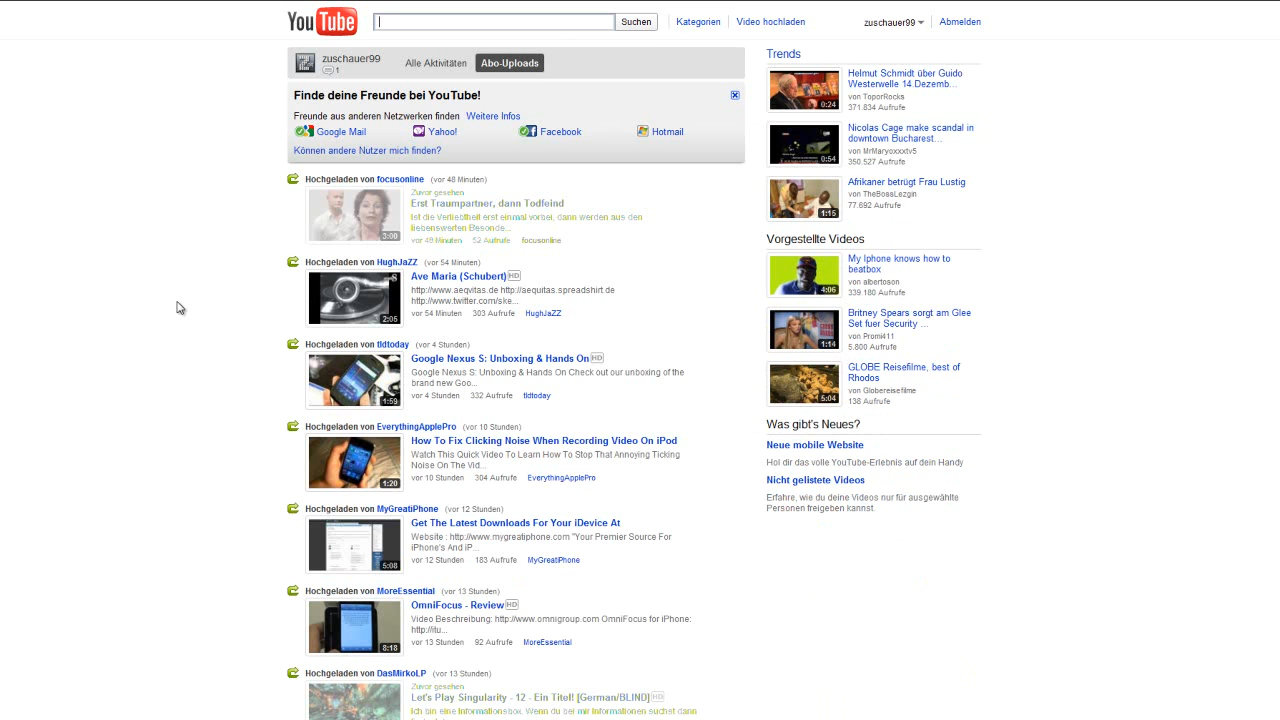 YouTube
Suchen
Kategorien
Video hochladen
zuschauer99
Abmelden
zuschauer99
1
Alle Aktivitäten
Abo-Uploads
Finde deine Freunde bei YouTube!
Freunde aus anderen Netzwerken finden Weitere Infos
Google Mail
Yahoo!
Facebook
Hotmail
Können andere Nutzer mich finden?
Hochgeladen von focusonline (vor 48 Minuten)
3:00
Zuvor gesehen
Erst Traumpartner, dann Todfeind
Ist die Verliebtheit erst einmal vorbei, dann werden aus den
liebenswerten Besonde...
vor 49 Minuten 52 Aufrufe focusonline
Hochgeladen von HughJaZZ (vor 54 Minuten)
2:05
Ave Maria (Schubert) HD
http://www.aeqvitas.de http://aequitas.spreadshirt.de
http://www.twitter.com/ske...
vor 54 Minuten 303 Aufrufe HughJaZZ
Hochgeladen von tldtoday (vor 4 Stunden)
1:59
Google Nexus S: Unboxing & Hands On HD
Google Nexus S: Unboxing & Hands On Check out our unboxing of the
brand new Goo...
vor 4 Stunden 332 Aufrufe tldtoday
Hochgeladen von EverythingApplePro (vor 10 Stunden)
1:20
How To Fix Clicking Noise When Recording Video On iPod
Watch This Quick Video To Learn How To Stop That Annoying Ticking
Noise On The Vid...
vor 10 Stunden 304 Aufrufe EverythingApplePro
Hochgeladen von MyGreatiPhone (vor 12 Stunden)
5:08
Get The Latest Downloads For Your iDevice At
Website : http://www.mygreatiphone.com "Your Premier Source For
iPhone's And iP...
vor 12 Stunden 183 Aufrufe MyGreatiPhone
Hochgeladen von MoreEssential (vor 13 Stunden)
8:18
OmniFocus - Review HD
Video Beschreibung: http://www.omnigroup.com OmniFocus for iPhone:
http://itu...
vor 13 Stunden 92 Aufrufe MoreEssential
Hochgeladen von DasMirkoLP (vor 13 Stunden)
Zuvor gesehen
Let's Play Singularity - 12 - Ein Titel! [German/BLIND] HD
Ich bin eine Informationsbox. Wenn du bei mir Informationen suchst dann
Trends
0:24
Helmut Schmidt über Guido
Westerwelle 14.Dezemb...
von ToporRocks
371.834 Aufrufe
0:54
Nicolas Cage make scandal in
downtown Bucharest...
von MrMaryoxxxtv5
350.527 Aufrufe
1:15
Afrikaner betrügt Frau Lustig
von TheBossLezgin
77.692 Aufrufe
Vorgestellte Videos
4:06
My Iphone knows how to
beatbox
von albertoson
339.180 Aufrufe
1:14
Britney Spears sorgt am Glee
Set fuer Security ...
von Promi411
5.800 Aufrufe
5:04
GLOBE Reisefilme, best of
Rhodos
von Globereisefilme
138 Aufrufe
Was gibt's Neues?
Neue mobile Website
Hol dir das volle YouTube-Erlebnis auf dein Handy
Nicht gelistete Videos
Erfahre, wie du deine Videos nur für ausgewählte
Personen freigeben kannst.